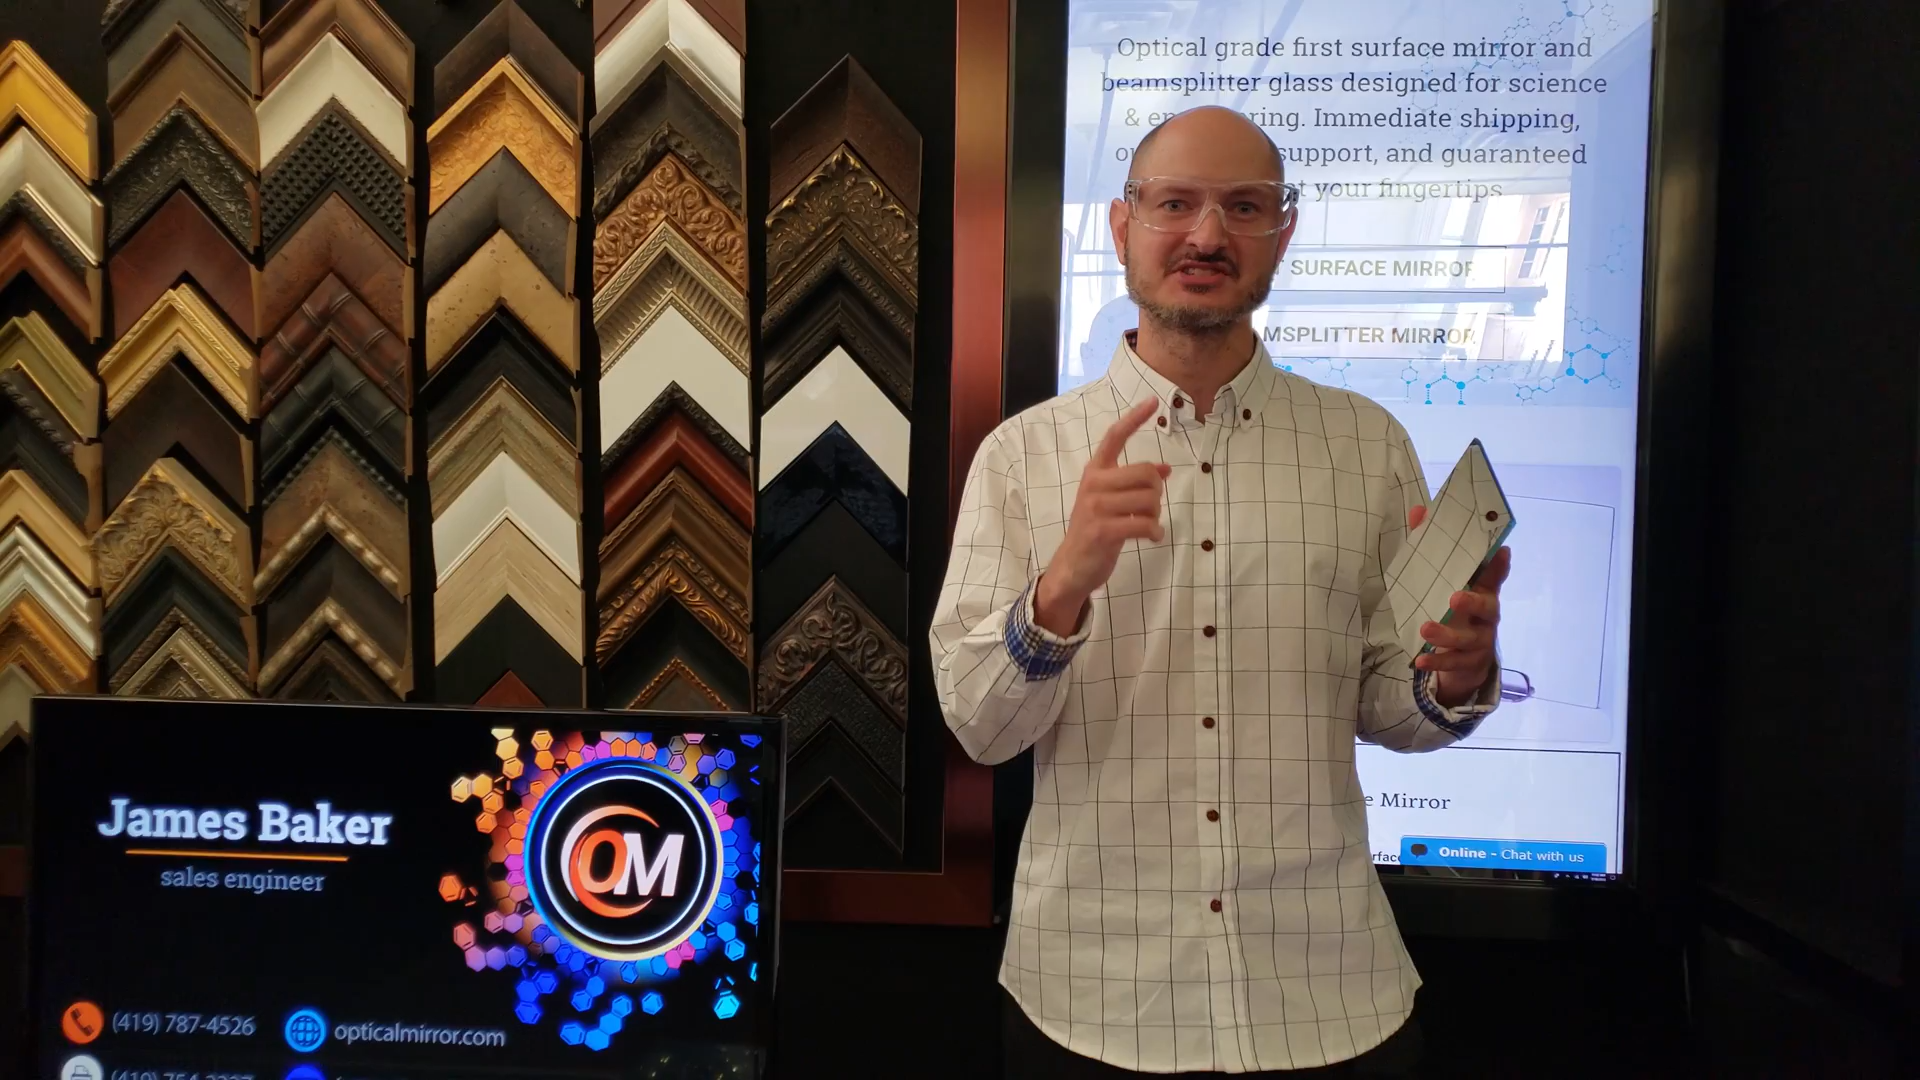 Optical grade first surface mirror and
beamsplitter glass designed for science
& en ring. Immediate shipping,
support, and guaranteed
t your fingertips
T SURFACE MIRROR
MSPLITTER MIRROR
e Mirror
rface
Online - Chat with us
James Baker
sales engineer
OM
(419) 787-4526
opticalmirror.com